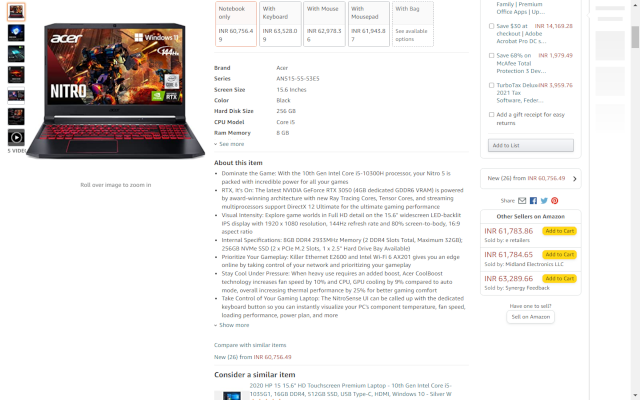 Notebook only
INR 60,756.49
With Keyboard
INR 63,528.09
With Mouse
INR 62,978.36
With Mousepad
INR 61,943.87
With Bag
See available options
acer
Windows 11
144Hz
NITRO
RTX
5 VIDEO
Roll over image to zoom in
Brand Acer
Series AN515-55-53E5
Screen Size 15.6 Inches
Color Black
Hard Disk Size 256 GB
CPU Model Core i5
Ram Memory 8 GB
See more
About this item
• Dominate the Game: With the 10th Gen Intel Core i5-10300H processor, your Nitro 5 is
packed with incredible power for all your games
• RTX, It's On: The latest NVIDIA GeForce RTX 3050 (4GB dedicated GDDR6 VRAM) is powered
by award-winning architecture with new Ray Tracing Cores, Tensor Cores, and streaming
multiprocessors support DirectX 12 Ultimate for the ultimate gaming performance
• Visual Intensity: Explore game worlds in Full HD detail on the 15.6" widescreen LED-backlit
IPS display with 1920 x 1080 resolution, 144Hz refresh rate and 80% screen-to-body, 16:9
aspect ratio
• Internal Specifications: 8GB DDR4 2933MHz Memory (2 DDR4 Slots Total, Maximum 32GB);
256GB NVMe SSD (2 x PCIe M.2 Slots, 1 x 2.5" Hard Drive Bay Available)
• Prioritize Your Gameplay: Killer Ethernet E2600 and Intel Wi-Fi 6 AX201 gives you an edge
online by taking control of your network and prioritizing your gameplay
• Stay Cool Under Pressure: When heavy use requires an added boost, Acer CoolBoost
technology increases fan speed by 10% and CPU, GPU cooling by 9% compared to auto
mode, overall increasing thermal performance by 25% for better gaming comfort
• Take Control of Your Gaming Laptop: The NitroSense UI can be called up with the dedicated
keyboard button so you can instantly visualize your PC's component temperature, fan speed,
loading performance, power plan, and more
Show more
Compare with similar items
New (26) from INR 60,756.49
Consider a similar item
2020 HP 15 15.6" HD Touchscreen Premium Laptop - 10th Gen Intel Core i5-
1035G1, 16GB DDR4, 512GB SSD, USB Type-C, HDMI, Windows 10 - Silver W
Family | Premium
Office Apps | Up...
Save $30 at INR 14,169.28
checkout | Adobe
Acrobat Pro DC s...
Save 68% on INR 1,979.49
McAfee Total
Protection 3 Dev...
TurboTax Deluxe INR 3,959.76
2021 Tax
Software, Feder...
Add a gift receipt for easy
returns
Add to List
New (26) from INR 60,756.49
Share
Other Sellers on Amazon
INR 61,783.86 Add to Cart
Sold by: e retailers
INR 61,784.65 Add to Cart
Sold by: Midland Electronics LLC
INR 63,289.66 Add to Cart
Sold by: Synergy Feedback
Have one to sell?
Sell on Amazon